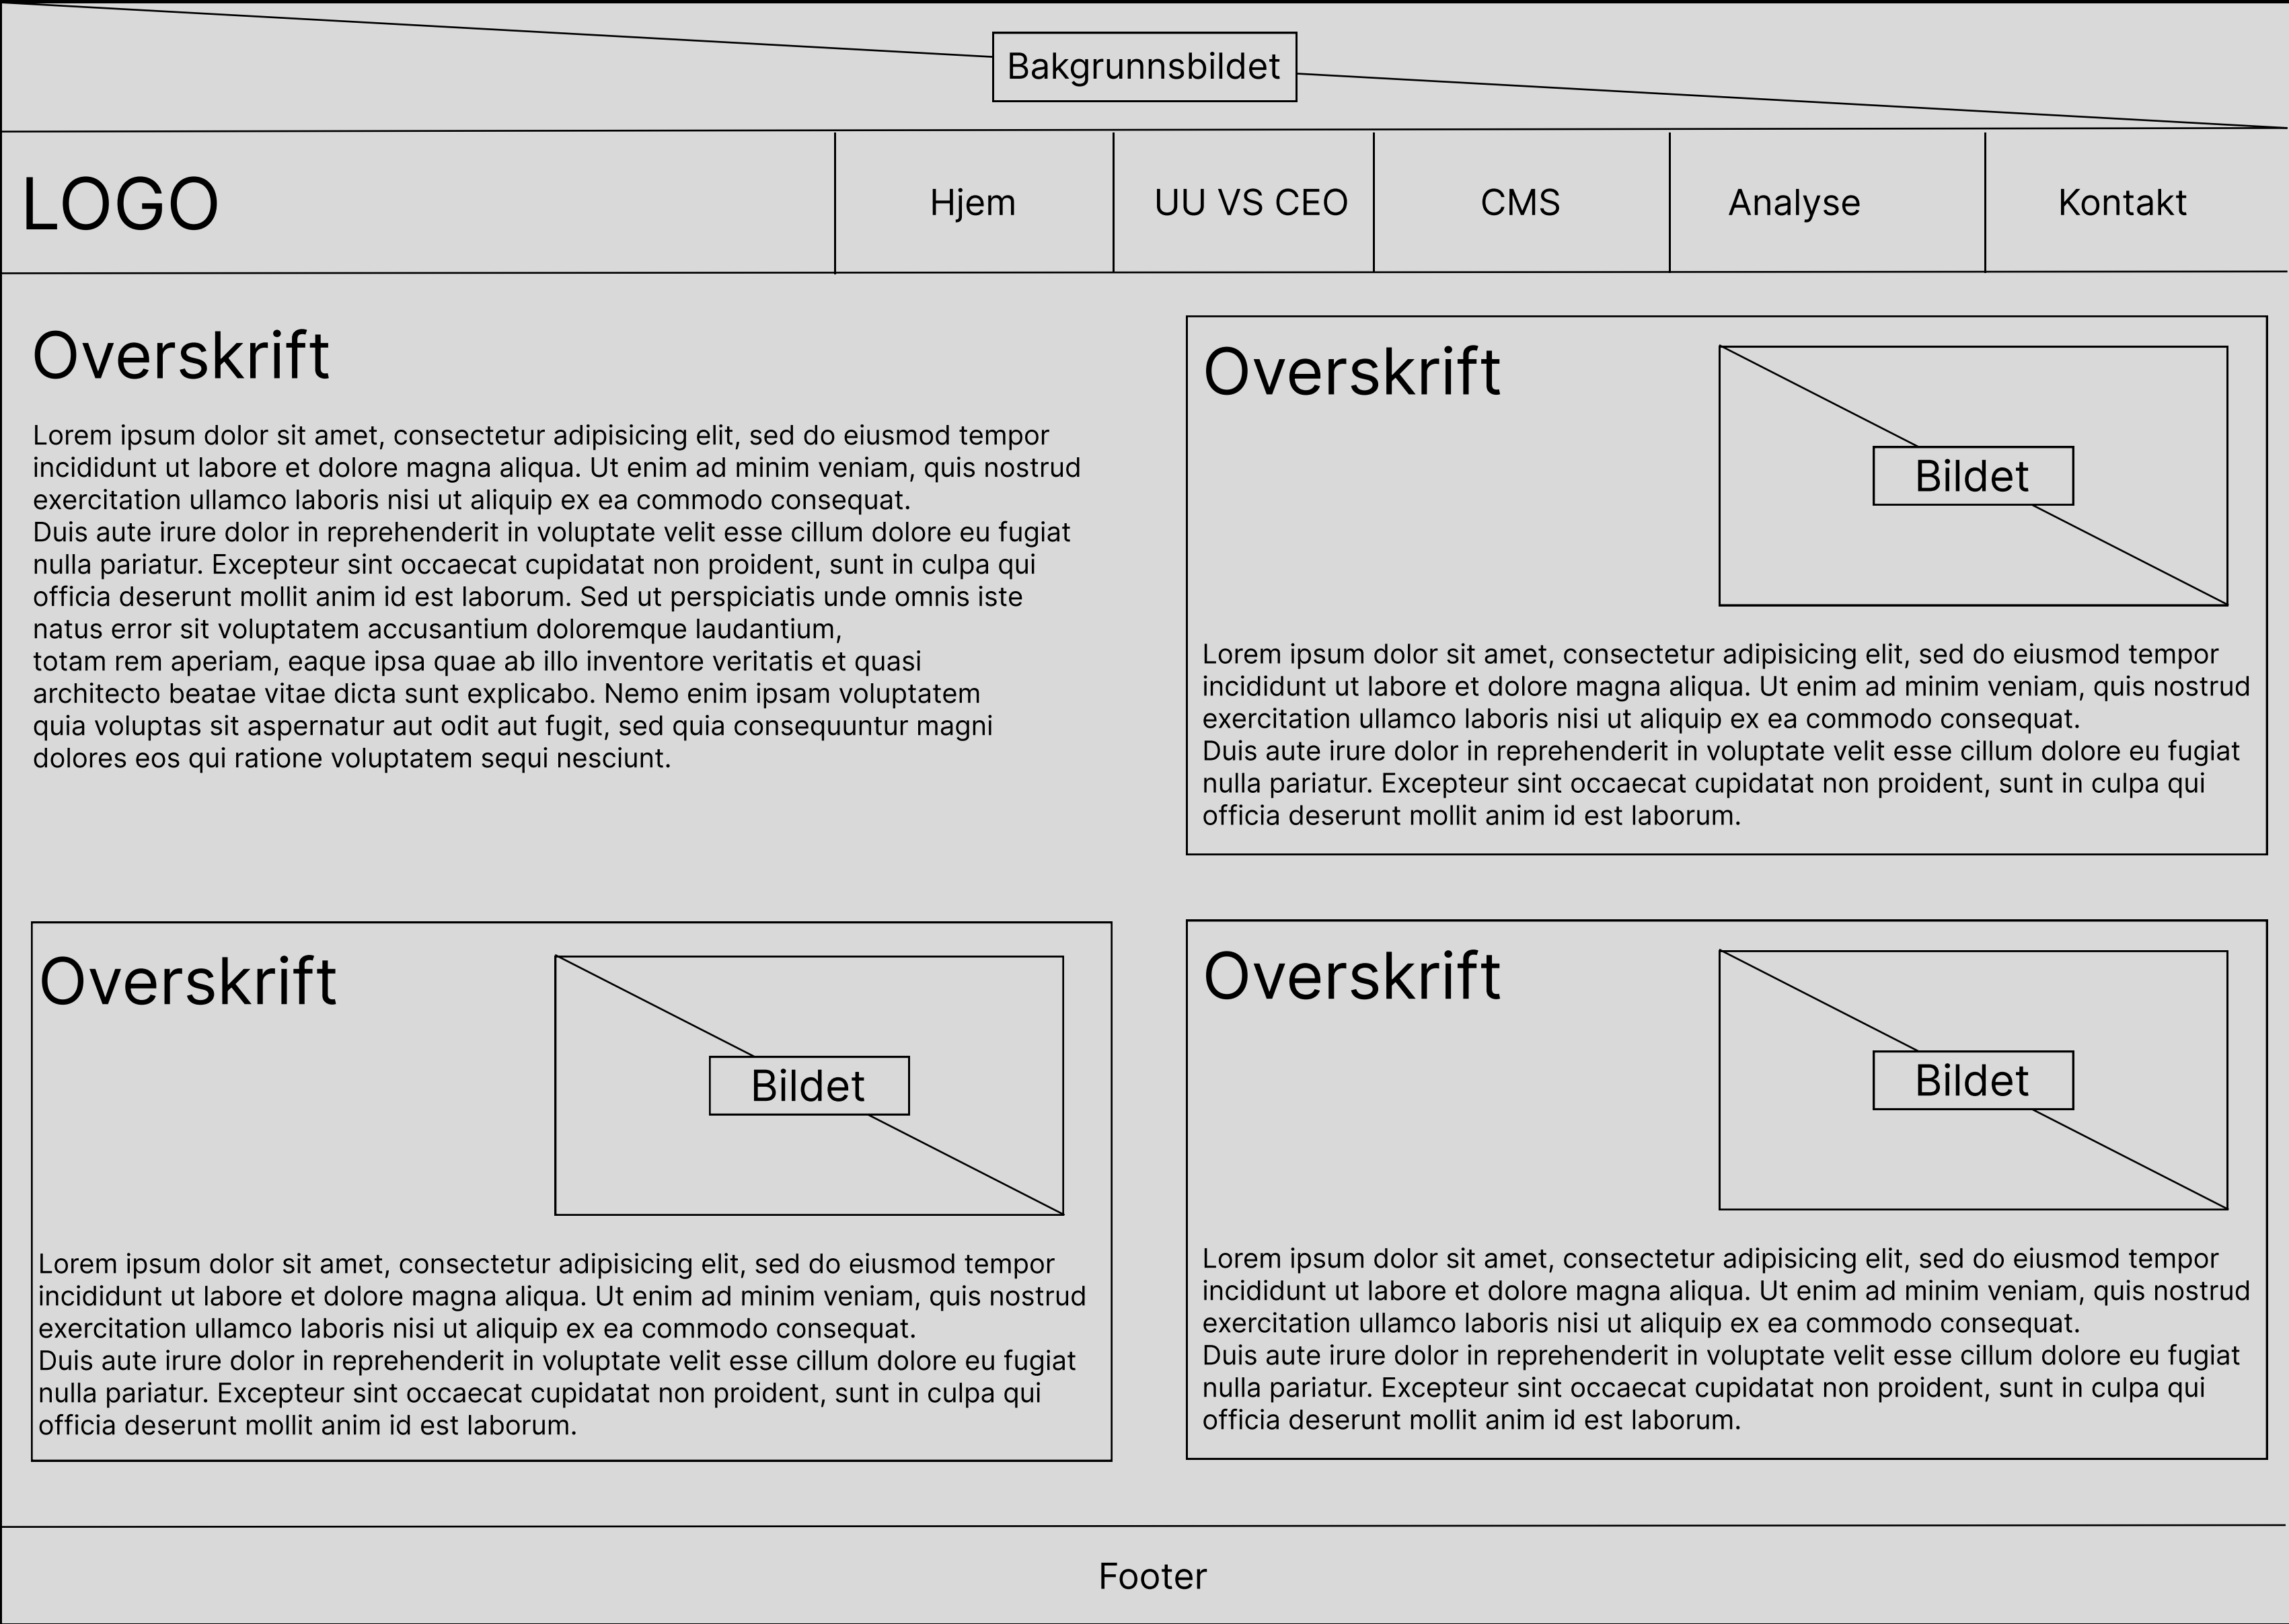 Bakgrunnsbildet
LOGO
Hjem
UU VS CEO
CMS
Analyse
Kontakt
Overskrift
Lorem ipsum dolor sit amet, consectetur adipisicing elit, sed do eiusmod tempor
incididunt ut labore et dolore magna aliqua. Ut enim ad minim veniam, quis nostrud
exercitation ullamco laboris nisi ut aliquip ex ea commodo consequat.
Duis aute irure dolor in reprehenderit in voluptate velit esse cillum dolore eu fugiat
nulla pariatur. Excepteur sint occaecat cupidatat non proident, sunt in culpa qui
officia deserunt mollit anim id est laborum. Sed ut perspiciatis unde omnis iste
natus error sit voluptatem accusantium doloremque laudantium,
totam rem aperiam, eaque ipsa quae ab illo inventore veritatis et quasi
architecto beatae vitae dicta sunt explicabo. Nemo enim ipsam voluptatem
quia voluptas sit aspernatur aut odit aut fugit, sed quia consequuntur magni
dolores eos qui ratione voluptatem sequi nesciunt.
Overskrift
Bildet
Lorem ipsum dolor sit amet, consectetur adipisicing elit, sed do eiusmod tempor
incididunt ut labore et dolore magna aliqua. Ut enim ad minim veniam, quis nostrud
exercitation ullamco laboris nisi ut aliquip ex ea commodo consequat.
Duis aute irure dolor in reprehenderit in voluptate velit esse cillum dolore eu fugiat
nulla pariatur. Excepteur sint occaecat cupidatat non proident, sunt in culpa qui
officia deserunt mollit anim id est laborum.
Overskrift
Bildet
Lorem ipsum dolor sit amet, consectetur adipisicing elit, sed do eiusmod tempor
incididunt ut labore et dolore magna aliqua. Ut enim ad minim veniam, quis nostrud
exercitation ullamco laboris nisi ut aliquip ex ea commodo consequat.
Duis aute irure dolor in reprehenderit in voluptate velit esse cillum dolore eu fugiat
nulla pariatur. Excepteur sint occaecat cupidatat non proident, sunt in culpa qui
officia deserunt mollit anim id est laborum.
Overskrift
Bildet
Lorem ipsum dolor sit amet, consectetur adipisicing elit, sed do eiusmod tempor
incididunt ut labore et dolore magna aliqua. Ut enim ad minim veniam, quis nostrud
exercitation ullamco laboris nisi ut aliquip ex ea commodo consequat.
Duis aute irure dolor in reprehenderit in voluptate velit esse cillum dolore eu fugiat
nulla pariatur. Excepteur sint occaecat cupidatat non proident, sunt in culpa qui
officia deserunt mollit anim id est laborum.
Footer